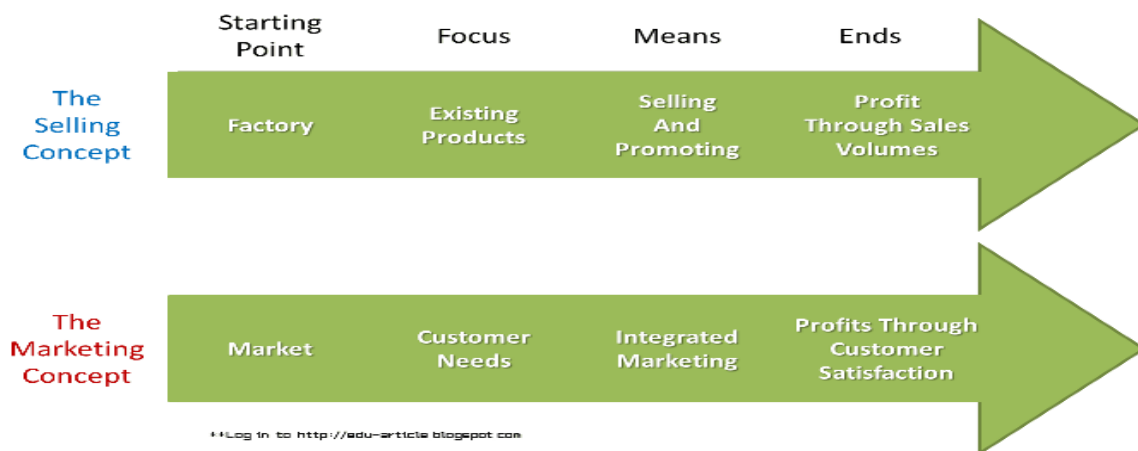 Starting
Point
Focus
Means
Ends
The
Selling
Concept
Factory
Existing
Products
Selling
And
Promoting
Profit
Through Sales
Volumes
The
Marketing
Concept
Market
Customer
Needs
Integrated
Marketing
Profits Through
Customer
Satisfaction
++Log in to http://edu-article.blogspot.com